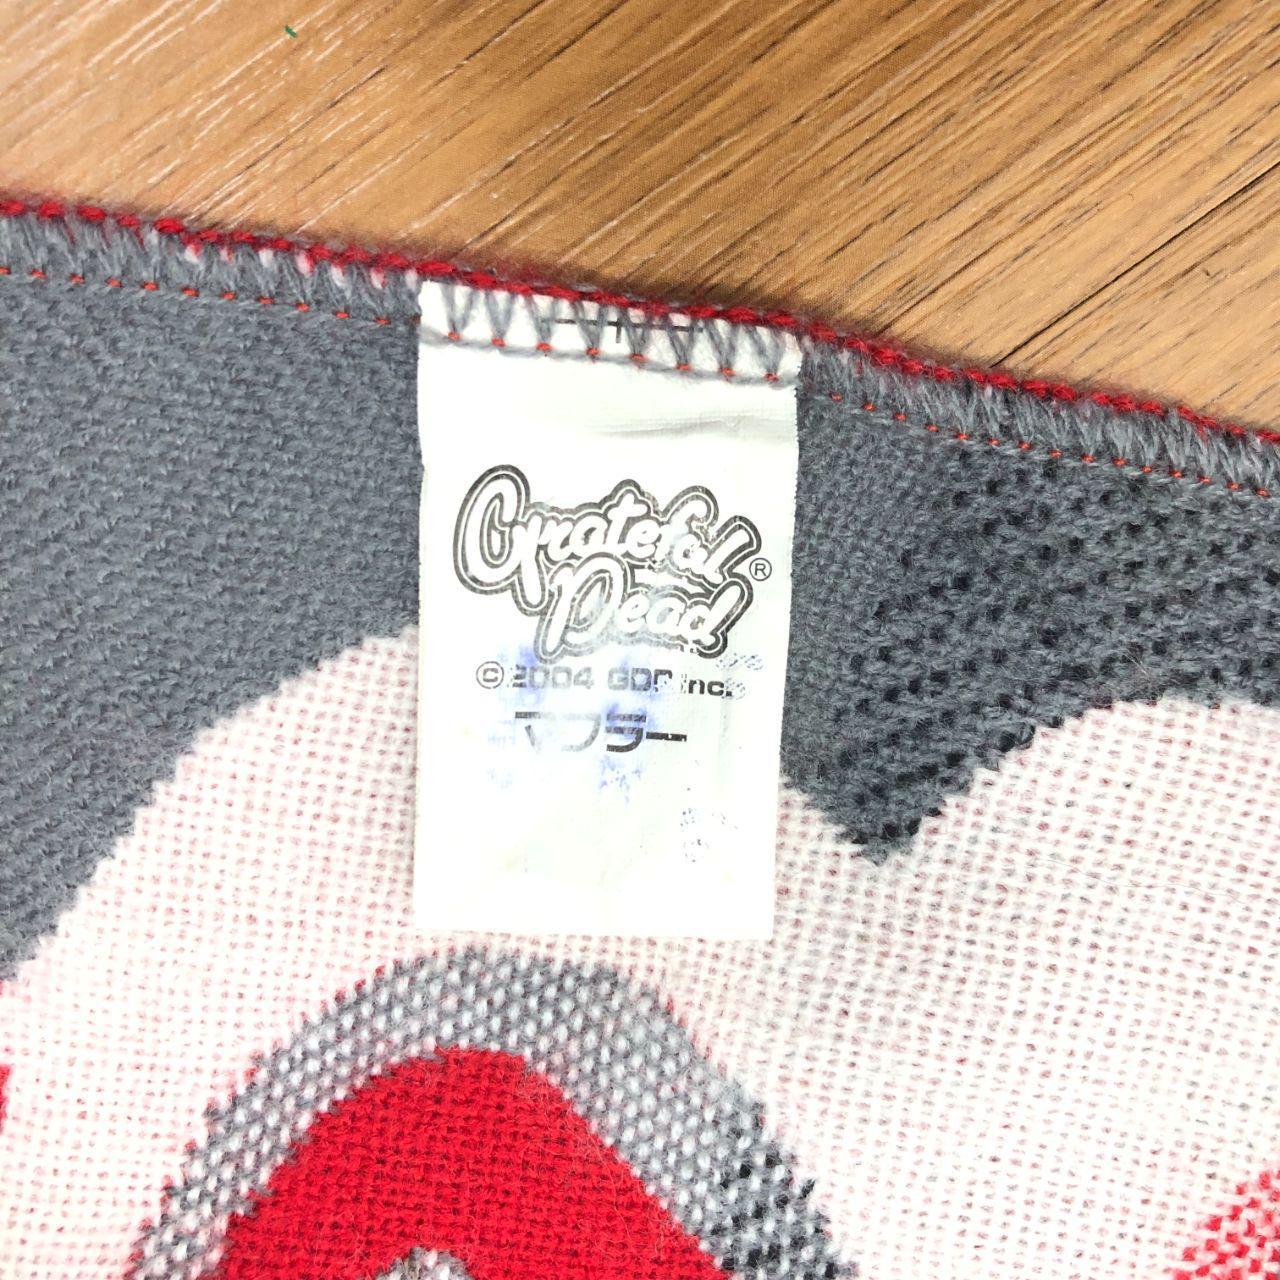 Grateful
Dead®
©2004 GDP Inc.
マフラー